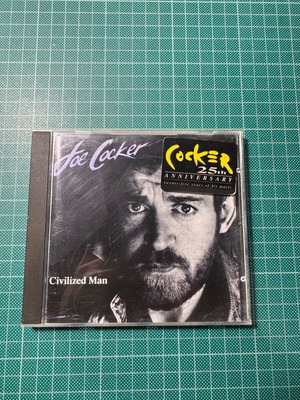 Joe Cocker
COCKER
25th
ANNIVERSARY
twenty-five years of hit music
Civilized Man